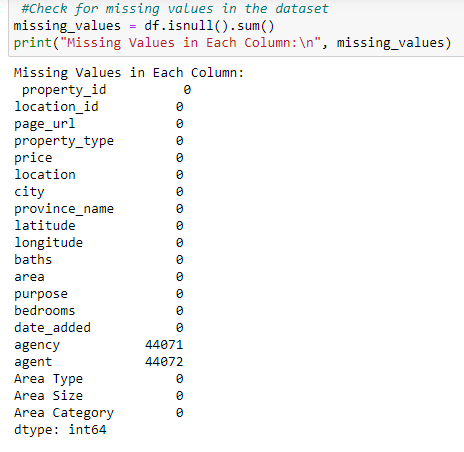 #Check for missing values in the dataset
missing_values = df.isnull().sum()
print("Missing Values in Each Column:\n", missing_values)
Missing Values in Each Column:
 property_id          0
location_id          0
page_url             0
property_type        0
price                0
location             0
city                 0
province_name        0
latitude             0
longitude            0
baths                0
area                 0
purpose              0
bedrooms             0
date_added           0
agency           44071
agent            44072
Area Type            0
Area Size            0
Area Category        0
dtype: int64